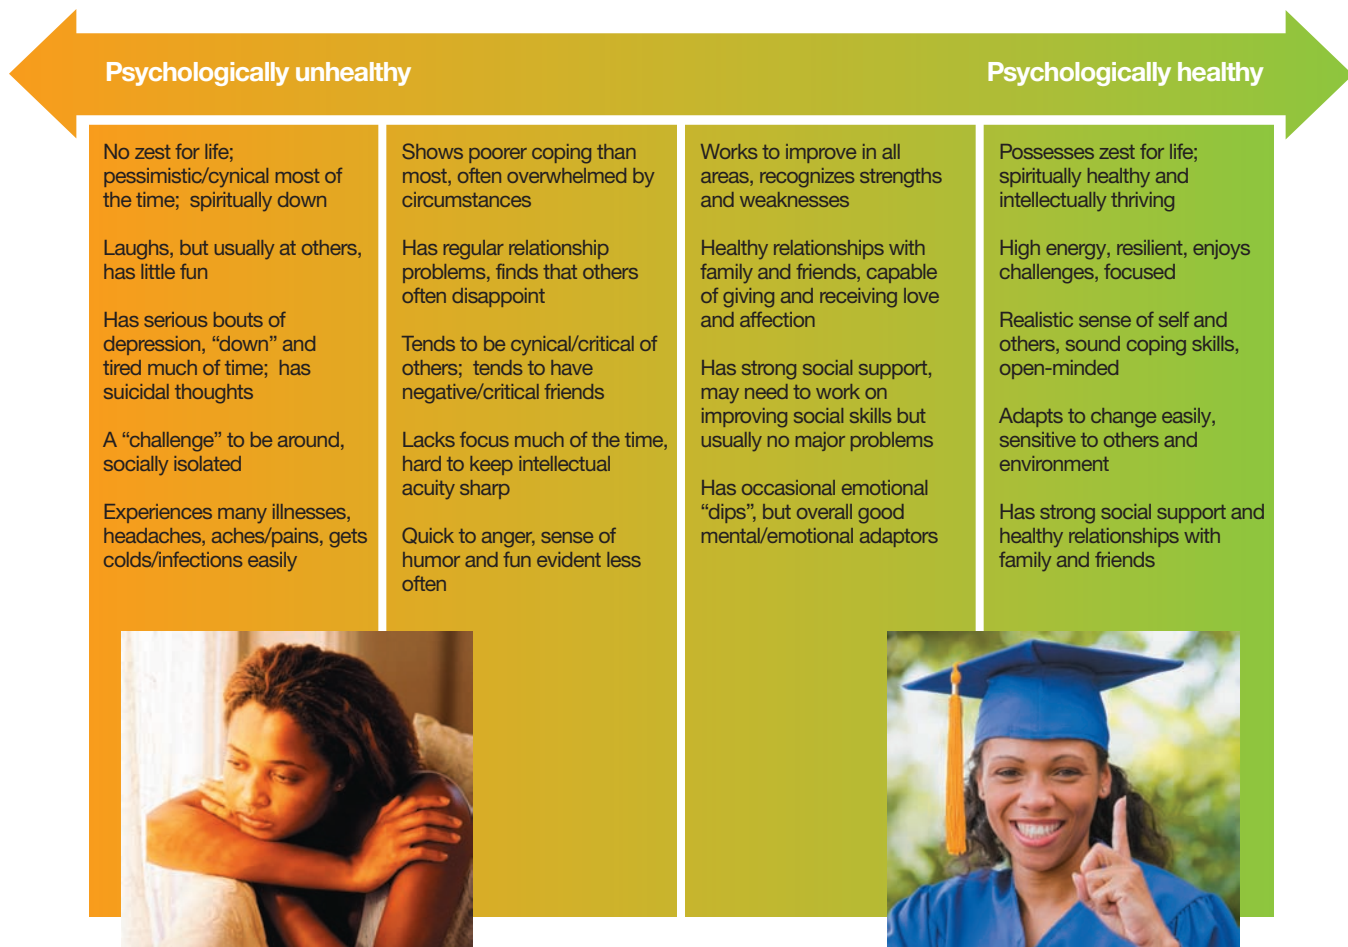 Psychologically unhealthy
Psychologically healthy
No zest for life;
pessimistic/cynical most of
the time;  spiritually down
Laughs, but usually at others,
has little fun
Has serious bouts of
depression, “down” and
tired much of time;  has
suicidal thoughts
A “challenge” to be around,
socially isolated
Experiences many illnesses,
headaches, aches/pains, gets
colds/infections easily
Shows poorer coping than
most, often overwhelmed by
circumstances
Has regular relationship
problems, finds that others
often disappoint
Tends to be cynical/critical of
others;  tends to have
negative/critical friends
Lacks focus much of the time,
hard to keep intellectual
acuity sharp
Quick to anger, sense of
humor and fun evident less
often
Works to improve in all
areas, recognizes strengths
and weaknesses
Healthy relationships with
family and friends, capable
of giving and receiving love
and affection
Has strong social support,
may need to work on
improving social skills but
usually no major problems
Has occasional emotional
“dips”, but overall good
mental/emotional adaptors
Possesses zest for life;
spiritually healthy and
intellectually thriving
High energy, resilient, enjoys
challenges, focused
Realistic sense of self and
others, sound coping skills,
open-minded
Adapts to change easily,
sensitive to others and
environment
Has strong social support and
healthy relationships with
family and friends